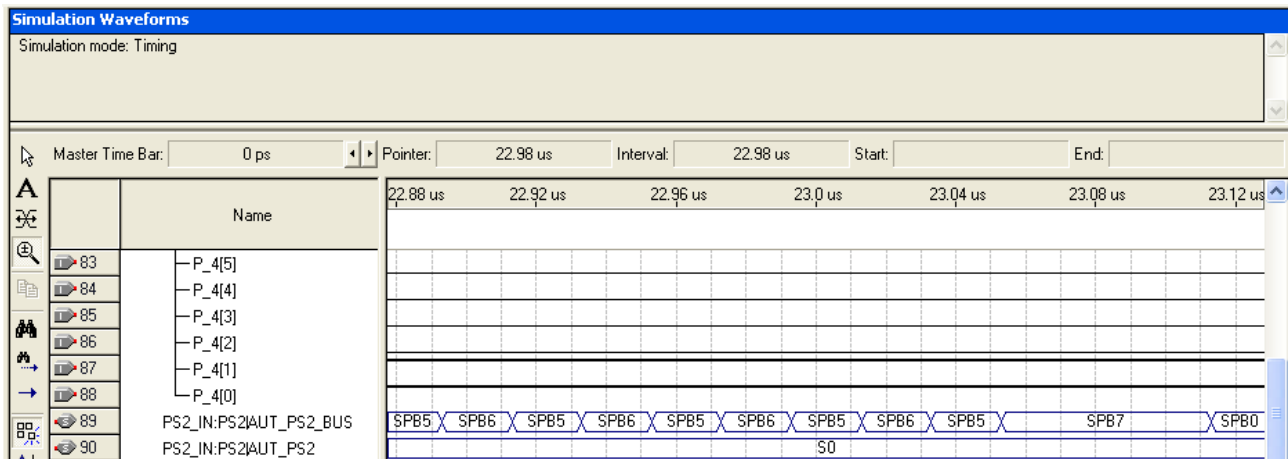 Simulation Waveforms
Simulation mode: Timing
Master Time Bar: 0 ps Pointer: 22.98 us Interval: 22.98 us Start: End:
A
Name 22.88 us 22.92 us 22.96 us 23.0 us 23.04 us 23.08 us 23.12 us
83 P_4[5]
84 P_4[4]
85 P_4[3]
86 P_4[2]
87 P_4[1]
88 P_4[0]
89 PS2_IN:PS2|AUT_PS2_BUS SPB5 SPB6 SPB5 SPB6 SPB5 SPB6 SPB5 SPB6 SPB5 SPB7 SPB0
90 PS2_IN:PS2|AUT_PS2 S0